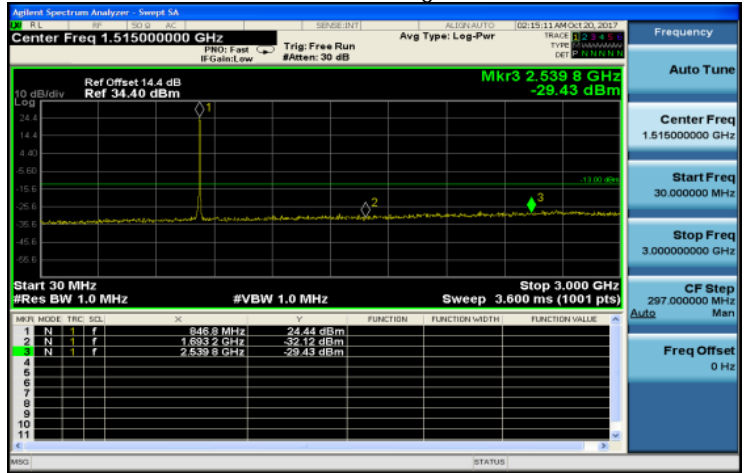 Agilent Spectrum Analyzer - Swept SA
RL RF 50 Ω AC SENSE:INT ALIGNAUTO 02:15:11 AM Oct 20, 2017
Center Freq 1.515000000 GHz
PNO: Fast
IFGain:Low
Trig: Free Run
#Atten: 30 dB
Avg Type: Log-Pwr
TRACE 1 2 3 4 5 6
TYPE
DET P N N N N N
Ref Offset 14.4 dB
10 dB/div Ref 34.40 dBm
Log
Mkr3 2.539 8 GHz
-29.43 dBm
1
24.4
14.4
4.40
-5.60
-13.00 dBm
-15.6
-25.6
2
3
-35.6
-45.6
-55.6
Start 30 MHz Stop 3.000 GHz
#Res BW 1.0 MHz #VBW 1.0 MHz Sweep 3.600 ms (1001 pts)
MKR MODE TRC SCL X Y FUNCTION FUNCTION WIDTH FUNCTION VALUE
1 N 1 f 846.8 MHz 24.44 dBm
2 N 1 f 1.693 2 GHz -32.12 dBm
3 N 1 f 2.539 8 GHz -29.43 dBm
4
5
6
7
8
9
10
11
MSG STATUS
Frequency
Auto Tune
Center Freq
1.515000000 GHz
Start Freq
30.000000 MHz
Stop Freq
3.000000000 GHz
CF Step
297.000000 MHz
Auto Man
Freq Offset
0 Hz